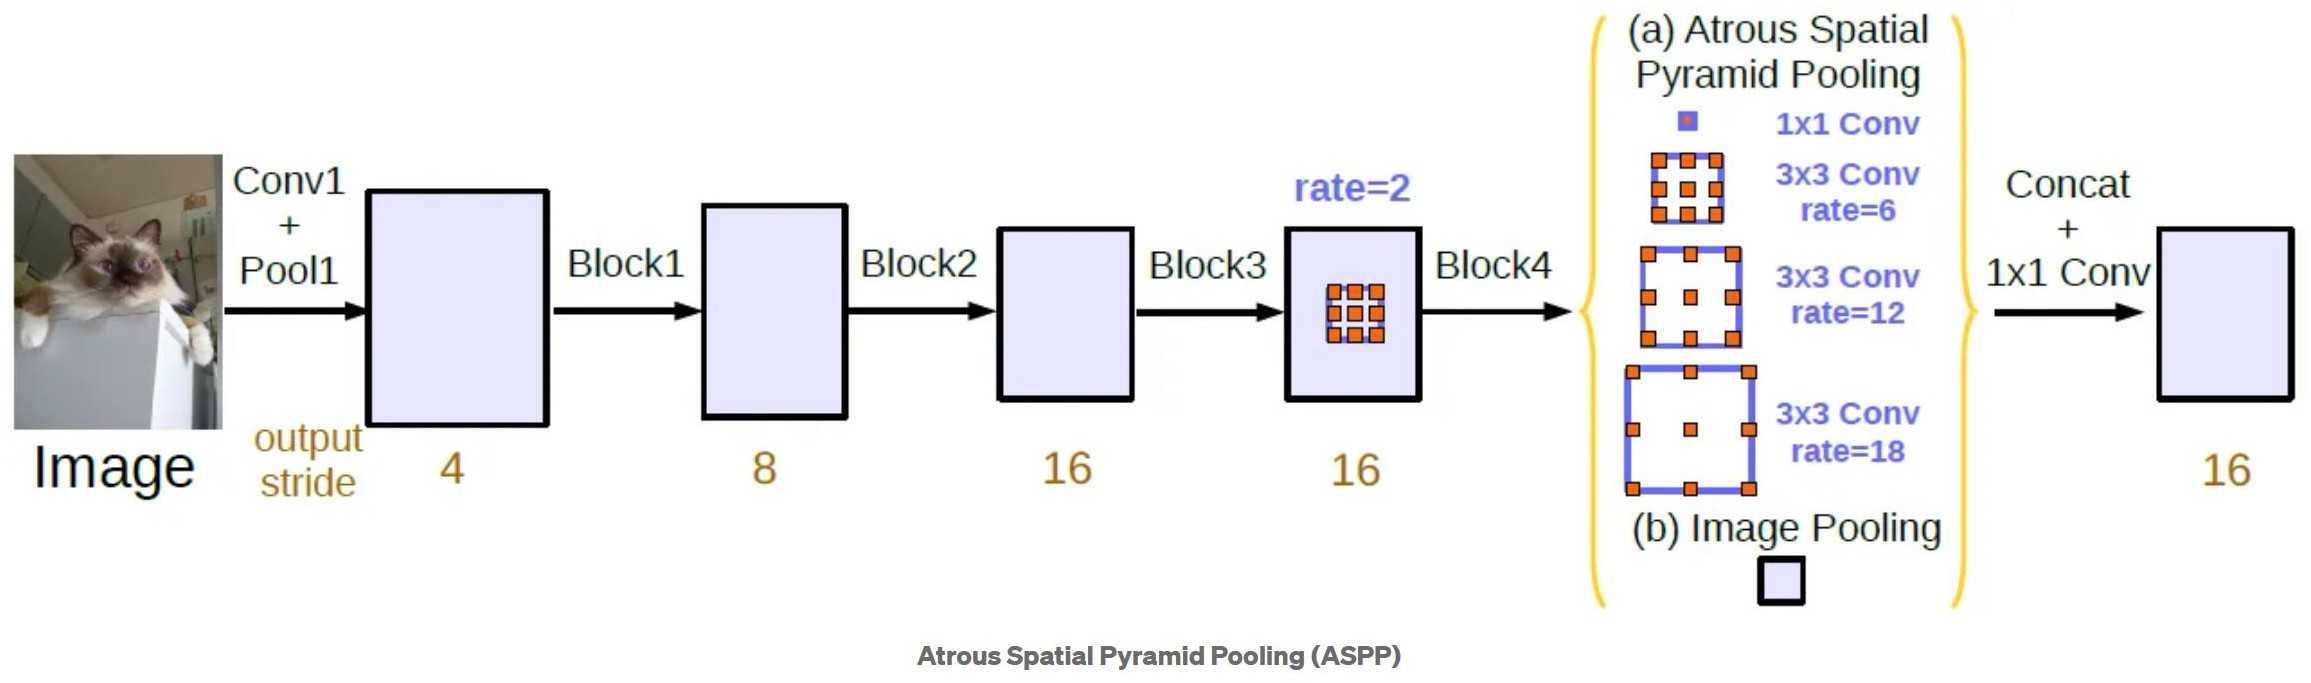 Image
Conv1
+
Pool1
output
stride
4
Block1
8
Block2
16
Block3
rate=2
16
Block4
(a) Atrous Spatial
Pyramid Pooling
1x1 Conv
3x3 Conv
rate=6
3x3 Conv
rate=12
3x3 Conv
rate=18
(b) Image Pooling
Concat
+
1x1 Conv
16
Atrous Spatial Pyramid Pooling (ASPP)